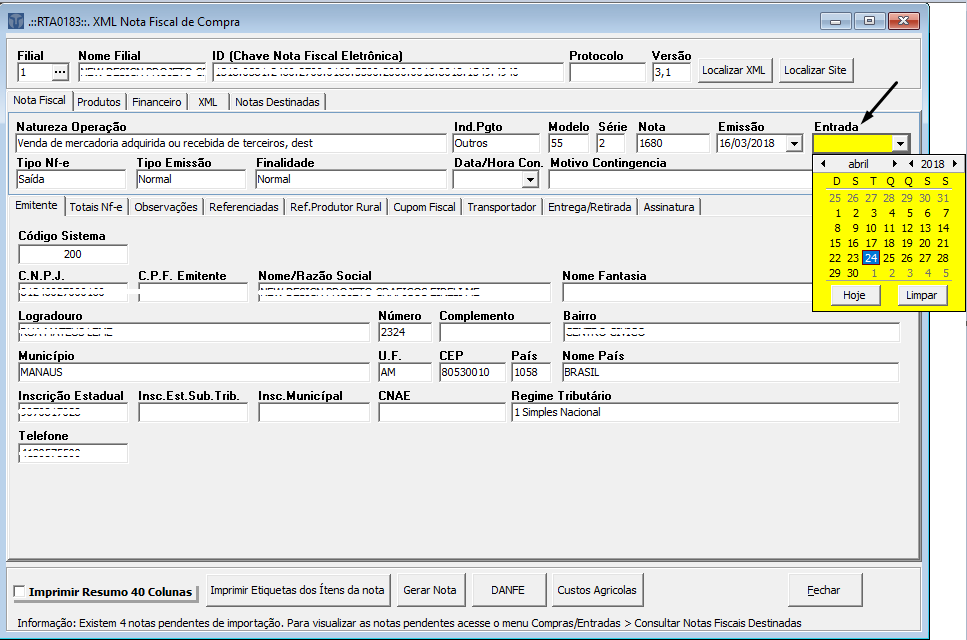 .::RTA0183::. XML Nota Fiscal de Compra
Filial Nome Filial ID (Chave Nota Fiscal Eletrônica) Protocolo Versão
1 ... 3,1 Localizar XML Localizar Site
Nota Fiscal Produtos Financeiro XML Notas Destinadas
Natureza Operação Ind.Pgto Modelo Série Nota Emissão Entrada
Venda de mercadoria adquirida ou recebida de terceiros, dest Outros 55 2 1680 16/03/2018
Tipo Nf-e Tipo Emissão Finalidade Data/Hora Con. Motivo Contingencia
Saída Normal Normal
abril 2018
D S T Q Q S S
25 26 27 28 29 30 31
1 2 3 4 5 6 7
8 9 10 11 12 13 14
15 16 17 18 19 20 21
22 23 24 25 26 27 28
29 30 1 2 3 4 5
Hoje Limpar
Emitente Totais Nf-e Observações Referenciadas Ref.Produtor Rural Cupom Fiscal Transportador Entrega/Retirada Assinatura
Código Sistema
200
C.N.P.J. C.P.F. Emitente Nome/Razão Social Nome Fantasia
Logradouro Número Complemento Bairro
2324
Município U.F. CEP País Nome País
MANAUS AM 80530010 1058 BRASIL
Inscrição Estadual Insc.Est.Sub.Trib. Insc.Municípal CNAE Regime Tributário
1 Simples Nacional
Telefone
Imprimir Resumo 40 Colunas Imprimir Etiquetas dos Ítens da nota Gerar Nota DANFE Custos Agricolas Fechar
Informação: Existem 4 notas pendentes de importação. Para visualizar as notas pendentes acesse o menu Compras/Entradas > Consultar Notas Fiscais Destinadas